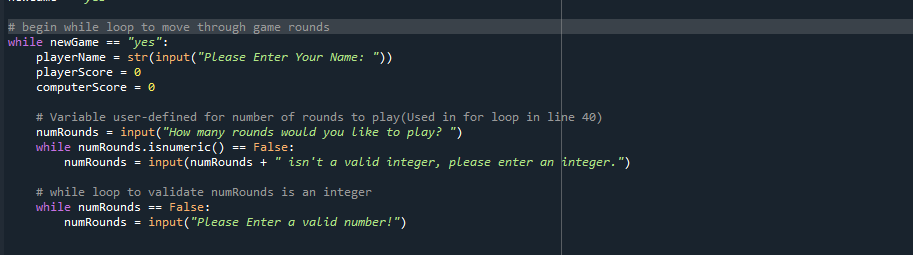 # begin while loop to move through game rounds
while newGame == "yes":
    playerName = str(input("Please Enter Your Name: "))
    playerScore = 0
    computerScore = 0
    # Variable user-defined for number of rounds to play(Used in for loop in line 40)
    numRounds = input("How many rounds would you like to play? ")
    while numRounds.isnumeric() == False:
        numRounds = input(numRounds + " isn't a valid integer, please enter an integer.")
    # while loop to validate numRounds is an integer
    while numRounds == False:
        numRounds = input("Please Enter a valid number!")